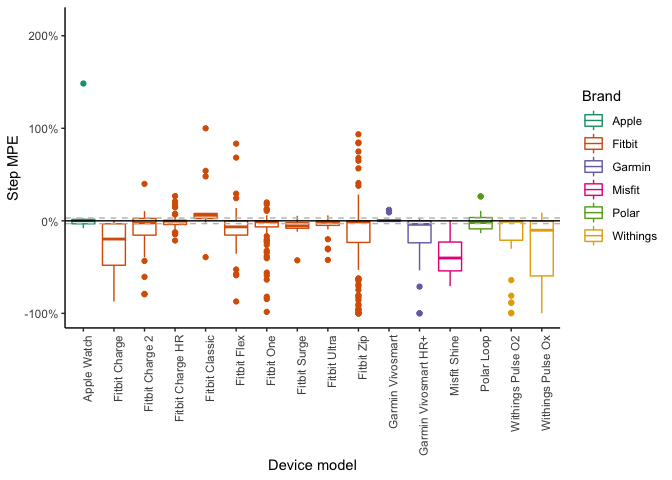 200%
100%
0%
-100%
Step MPE
Apple Watch
Fitbit Charge
Fitbit Charge 2
Fitbit Charge HR
Fitbit Classic
Fitbit Flex
Fitbit One
Fitbit Surge
Fitbit Ultra
Fitbit Zip
Garmin Vivosmart
Garmin Vivosmart HR+
Misfit Shine
Polar Loop
Withings Pulse O2
Withings Pulse Ox
Device model
Brand
Apple
Fitbit
Garmin
Misfit
Polar
Withings